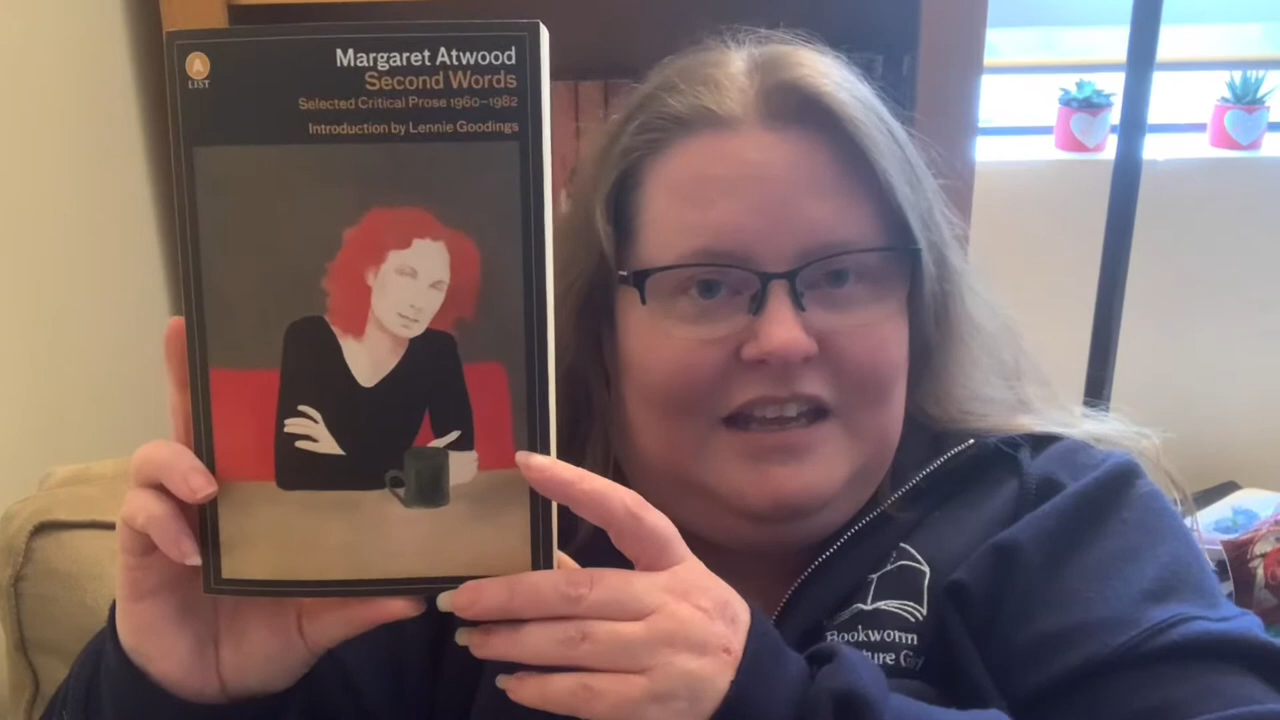 A
LIST
Margaret Atwood
Second Words
Selected Critical Prose 1960–1982
Introduction by Lennie Goodings
Bookworm